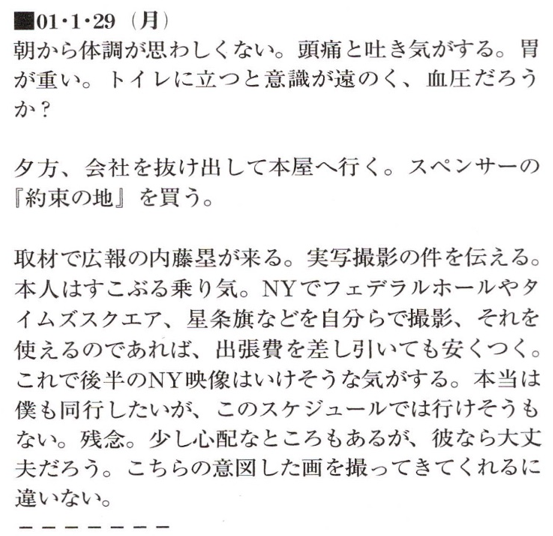 ■01・1・29（月）
朝から体調が思わしくない。頭痛と吐き気がする。胃
が重い。トイレに立つと意識が遠のく、血圧だろう
か？
夕方、会社を抜け出して本屋へ行く。スペンサーの
『約束の地』を買う。
取材で広報の内藤塁が来る。実写撮影の件を伝える。
本人はすこぶる乗り気。NYでフェデラルホールやタ
イムズスクエア、星条旗などを自分らで撮影、それを
使えるのであれば、出張費を差し引いても安くつく。
これで後半のNY映像はいけそうな気がする。本当は
僕も同行したいが、このスケジュールでは行けそうも
ない。残念。少し心配なところもあるが、彼なら大丈
夫だろう。こちらの意図した画を撮ってきてくれるに
違いない。
－－－－－－－